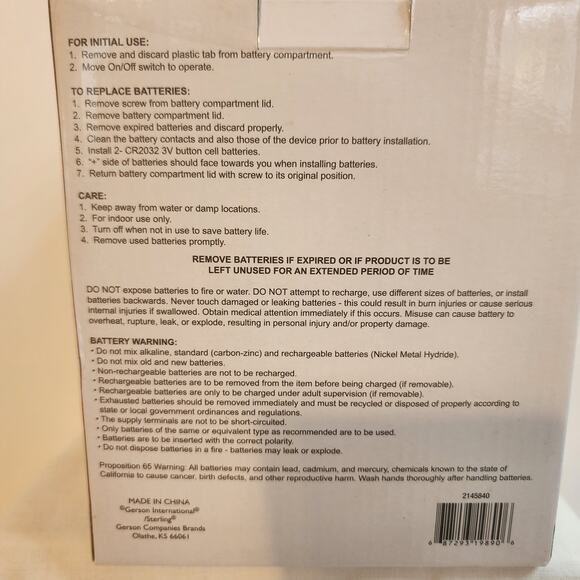 FOR INITIAL USE:
1. Remove and discard plastic tab from battery compartment.
2. Move On/Off switch to operate.
TO REPLACE BATTERIES:
1. Remove screw from battery compartment lid.
2. Remove battery compartment lid.
3. Remove expired batteries and discard properly.
4. Clean the battery contacts and also those of the device prior to battery installation.
5. Install 2- CR2032 3V button cell batteries.
6. "+" side of batteries should face towards you when installing batteries.
7. Return battery compartment lid with screw to its original position.
CARE:
1. Keep away from water or damp locations.
2. For indoor use only.
3. Turn off when not in use to save battery life.
4. Remove used batteries promptly.
REMOVE BATTERIES IF EXPIRED OR IF PRODUCT IS TO BE
LEFT UNUSED FOR AN EXTENDED PERIOD OF TIME
DO NOT expose batteries to fire or water. DO NOT attempt to recharge, use different sizes of batteries, or install
batteries backwards. Never touch damaged or leaking batteries - this could result in burn injuries or cause serious
internal injuries if swallowed. Obtain medical attention immediately if this occurs. Misuse can cause battery to
overheat, rupture, leak, or explode, resulting in personal injury and/or property damage.
BATTERY WARNING:
• Do not mix alkaline, standard (carbon-zinc) and rechargeable batteries (Nickel Metal Hydride).
• Do not mix old and new batteries.
• Non-rechargeable batteries are not to be recharged.
• Rechargeable batteries are to be removed from the item before being charged (if removable).
• Rechargeable batteries are only to be charged under adult supervision (if removable).
• Exhausted batteries should be removed immediately and must be recycled or disposed of properly according to
state or local government ordinances and regulations.
• The supply terminals are not to be short-circuited.
• Only batteries of the same or equivalent type as recommended are to be used.
• Batteries are to be inserted with the correct polarity.
• Do not dispose batteries in a fire - batteries may leak or explode.
Proposition 65 Warning: All batteries may contain lead, cadmium, and mercury, chemicals known to the state of
California to cause cancer, birth defects, and other reproductive harm. Wash hands thoroughly after handling batteries.
MADE IN CHINA
©Gerson International®
/Sterling®
Gerson Companies Brands
Olathe, KS 66061
2145840
6 87293 19890 6